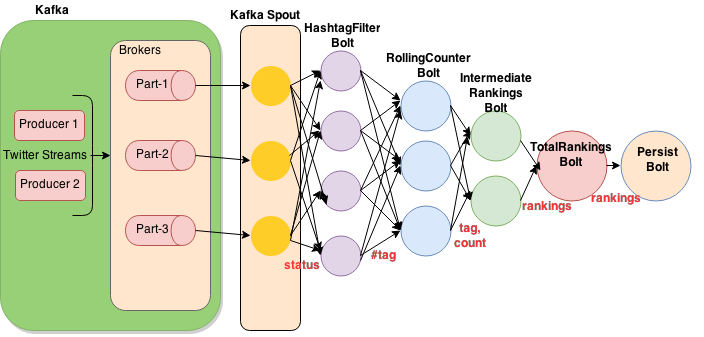 Kafka
Kafka Spout
HashtagFilter
Bolt
RollingCounter
Bolt
Intermediate
Rankings
Bolt
TotalRankings
Bolt
Persist
Bolt
Brokers
Part-1
Part-2
Part-3
Producer 1
Twitter Streams
Producer 2
status
#tag
tag,
count
rankings
rankings